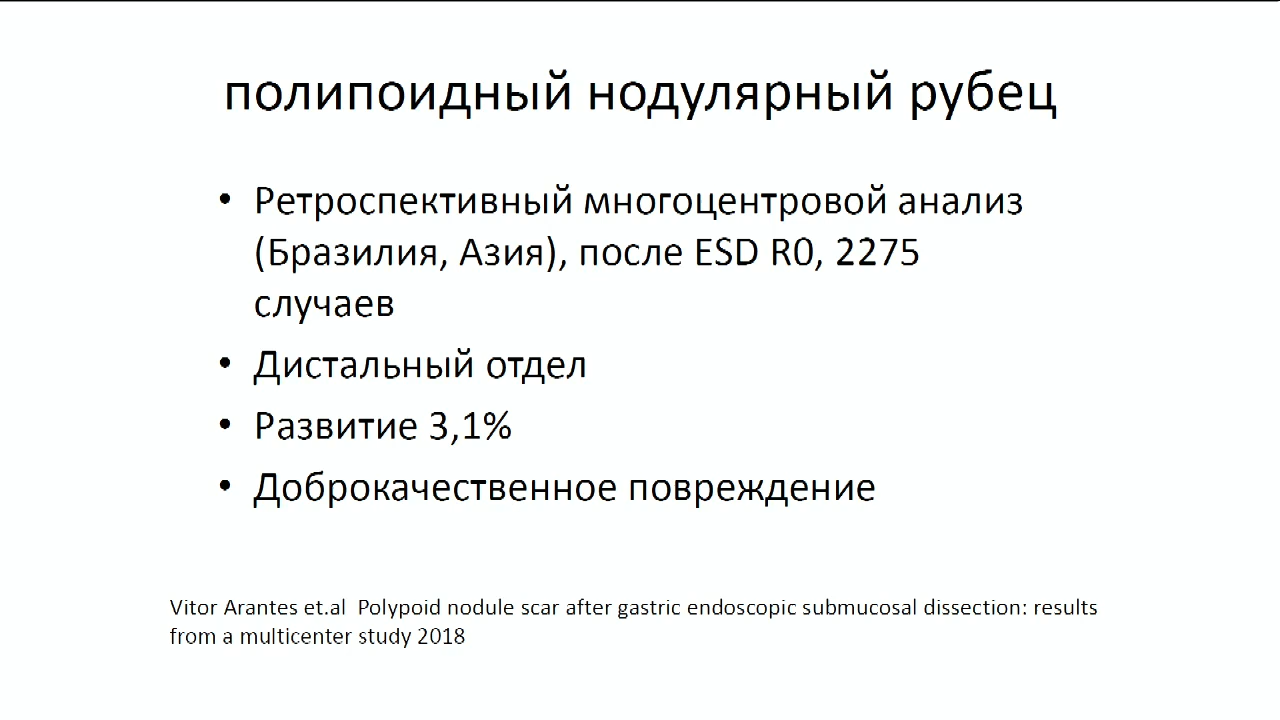 полипоидный нодулярный рубец
• Ретроспективный многоцентровой анализ
(Бразилия, Азия), после ESD R0, 2275
случаев
• Дистальный отдел
• Развитие 3,1%
• Доброкачественное повреждение
Vitor Arantes et.al  Polypoid nodule scar after gastric endoscopic submucosal dissection: results
from a multicenter study 2018